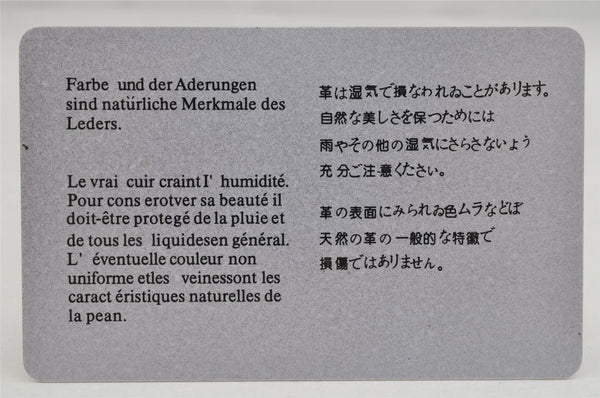 Farbe und der Aderungen
sind natürliche Merkmale des
Leders.
Le vrai cuir craintI' humidité.
Pour cons erotver sa beauté il
doit-être protegé de la pluie et
de tous les liquidesen général.
L' éventuelle couleur non
uniforme etles veinessont les
caract éristiques naturelles de
la pean.
革は湿気で損なわれゐことがあります。
自然な美しさを保つためには
雨やその他の湿気にさらさないよう
充分ご注意ください。
革の表面にみられゐ色ムラなどぼ
天然の革の一般的な特徴で
損傷ではありません。